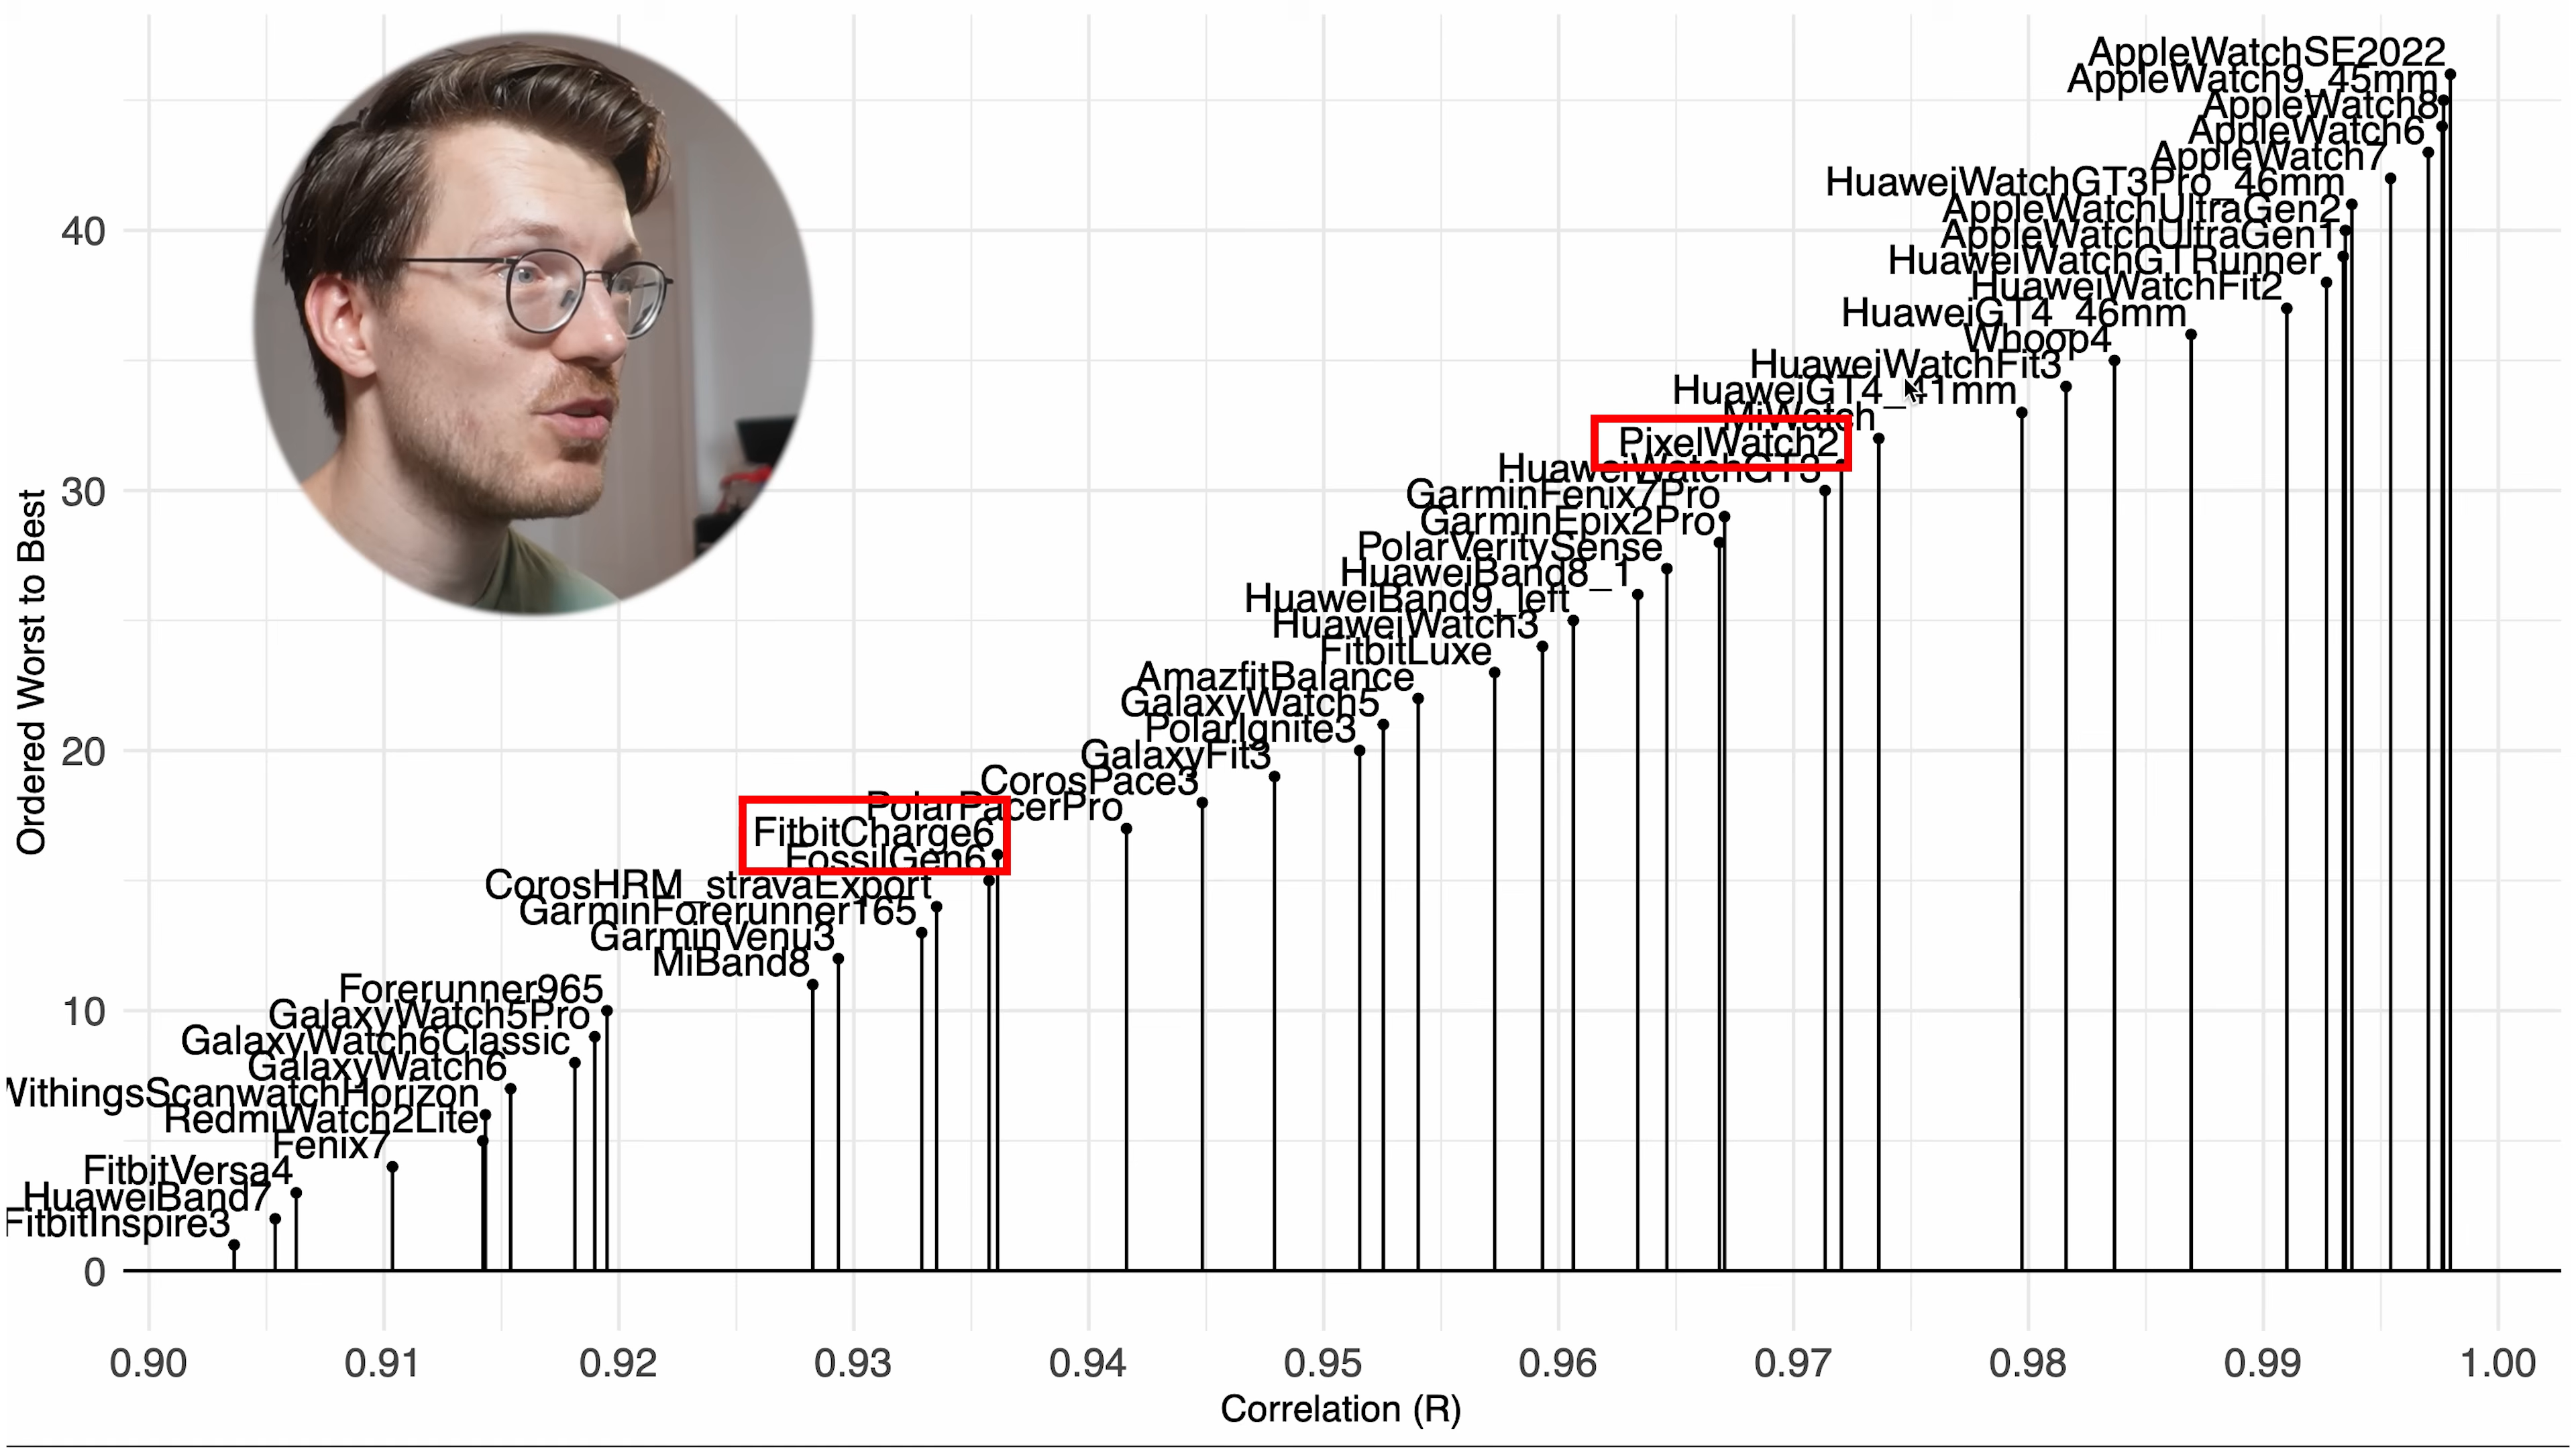 AppleWatchSE2022
AppleWatch9_45mm
AppleWatch8
AppleWatch6
AppleWatch7
HuaweiWatchGT3Pro_46mm
AppleWatchUltraGen2
AppleWatchUltraGen1
HuaweiWatchGTRunner
HuaweiWatchFit2
HuaweiGT4_46mm
Whoop4
HuaweiWatchFit3
HuaweiGT4_41mm
MiWatch
PixelWatch2
HuaweiWatchGT3
GarminFenix7Pro
GarminEpix2Pro
PolarVeritySense
HuaweiBand8_1
HuaweiBand9_left
HuaweiWatch3
FitbitLuxe
AmazfitBalance
GalaxyWatch5
PolarIgnite3
GalaxyFit3
CorosPace3
PolarPacerPro
FitbitCharge6
FossilGen6
CorosHRM_stravaExport
GarminForerunner165
GarminVenu3
MiBand8
Forerunner965
GalaxyWatch5Pro
GalaxyWatch6Classic
GalaxyWatch6
WithingsScanwatchHorizon
RedmiWatch2Lite
Fenix7
FitbitVersa4
HuaweiBand7
FitbitInspire3
Ordered Worst to Best
40
30
20
10
0
0.90 0.91 0.92 0.93 0.94 0.95 0.96 0.97 0.98 0.99 1.00
Correlation (R)